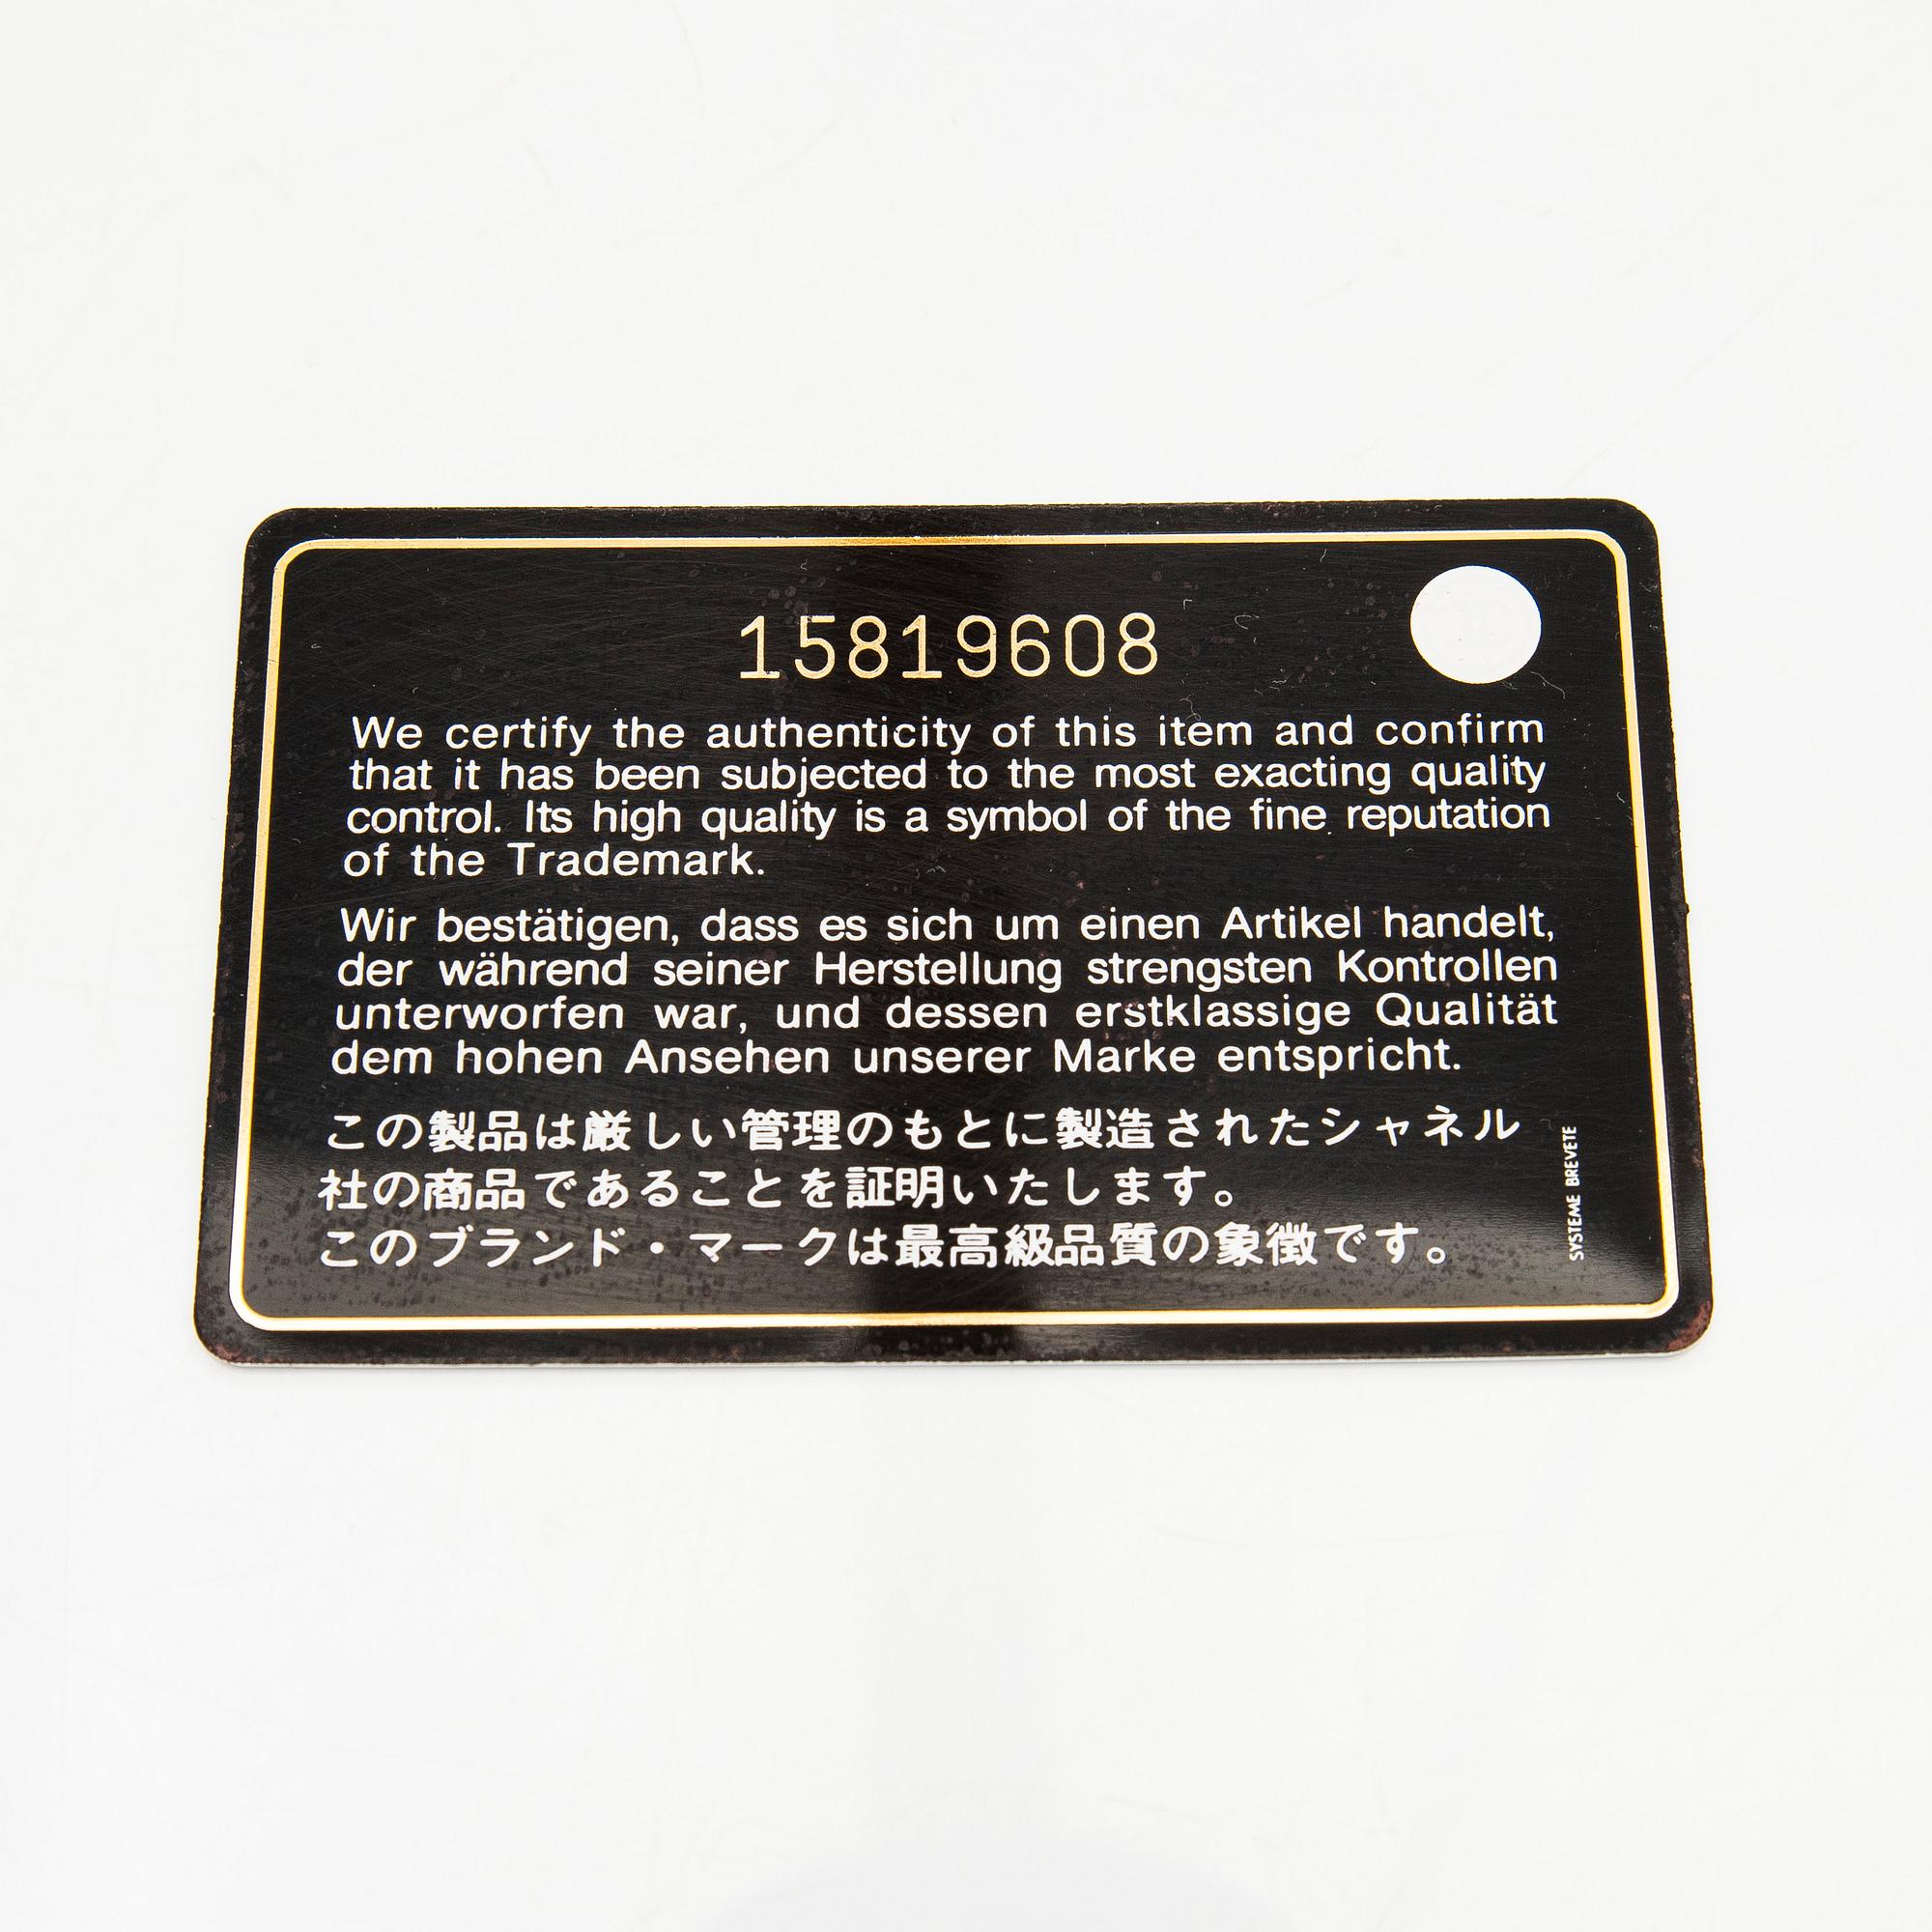 15819608
We certify the authenticity of this item and confirm
that it has been subjected to the most exacting quality
control. Its high quality is a symbol of the fine reputation
of the Trademark.
Wir bestätigen, dass es sich um einen Artikel handelt,
der während seiner Herstellung strengsten Kontrollen
unterworfen war, und dessen erstklassige Qualität
dem hohen Ansehen unserer Marke entspricht.
この製品は厳しい管理のもとに製造されたシャネル
社の商品であることを証明いたします。
このブランド・マークは最高級品質の象徴です。
SYSTEME BREVETE